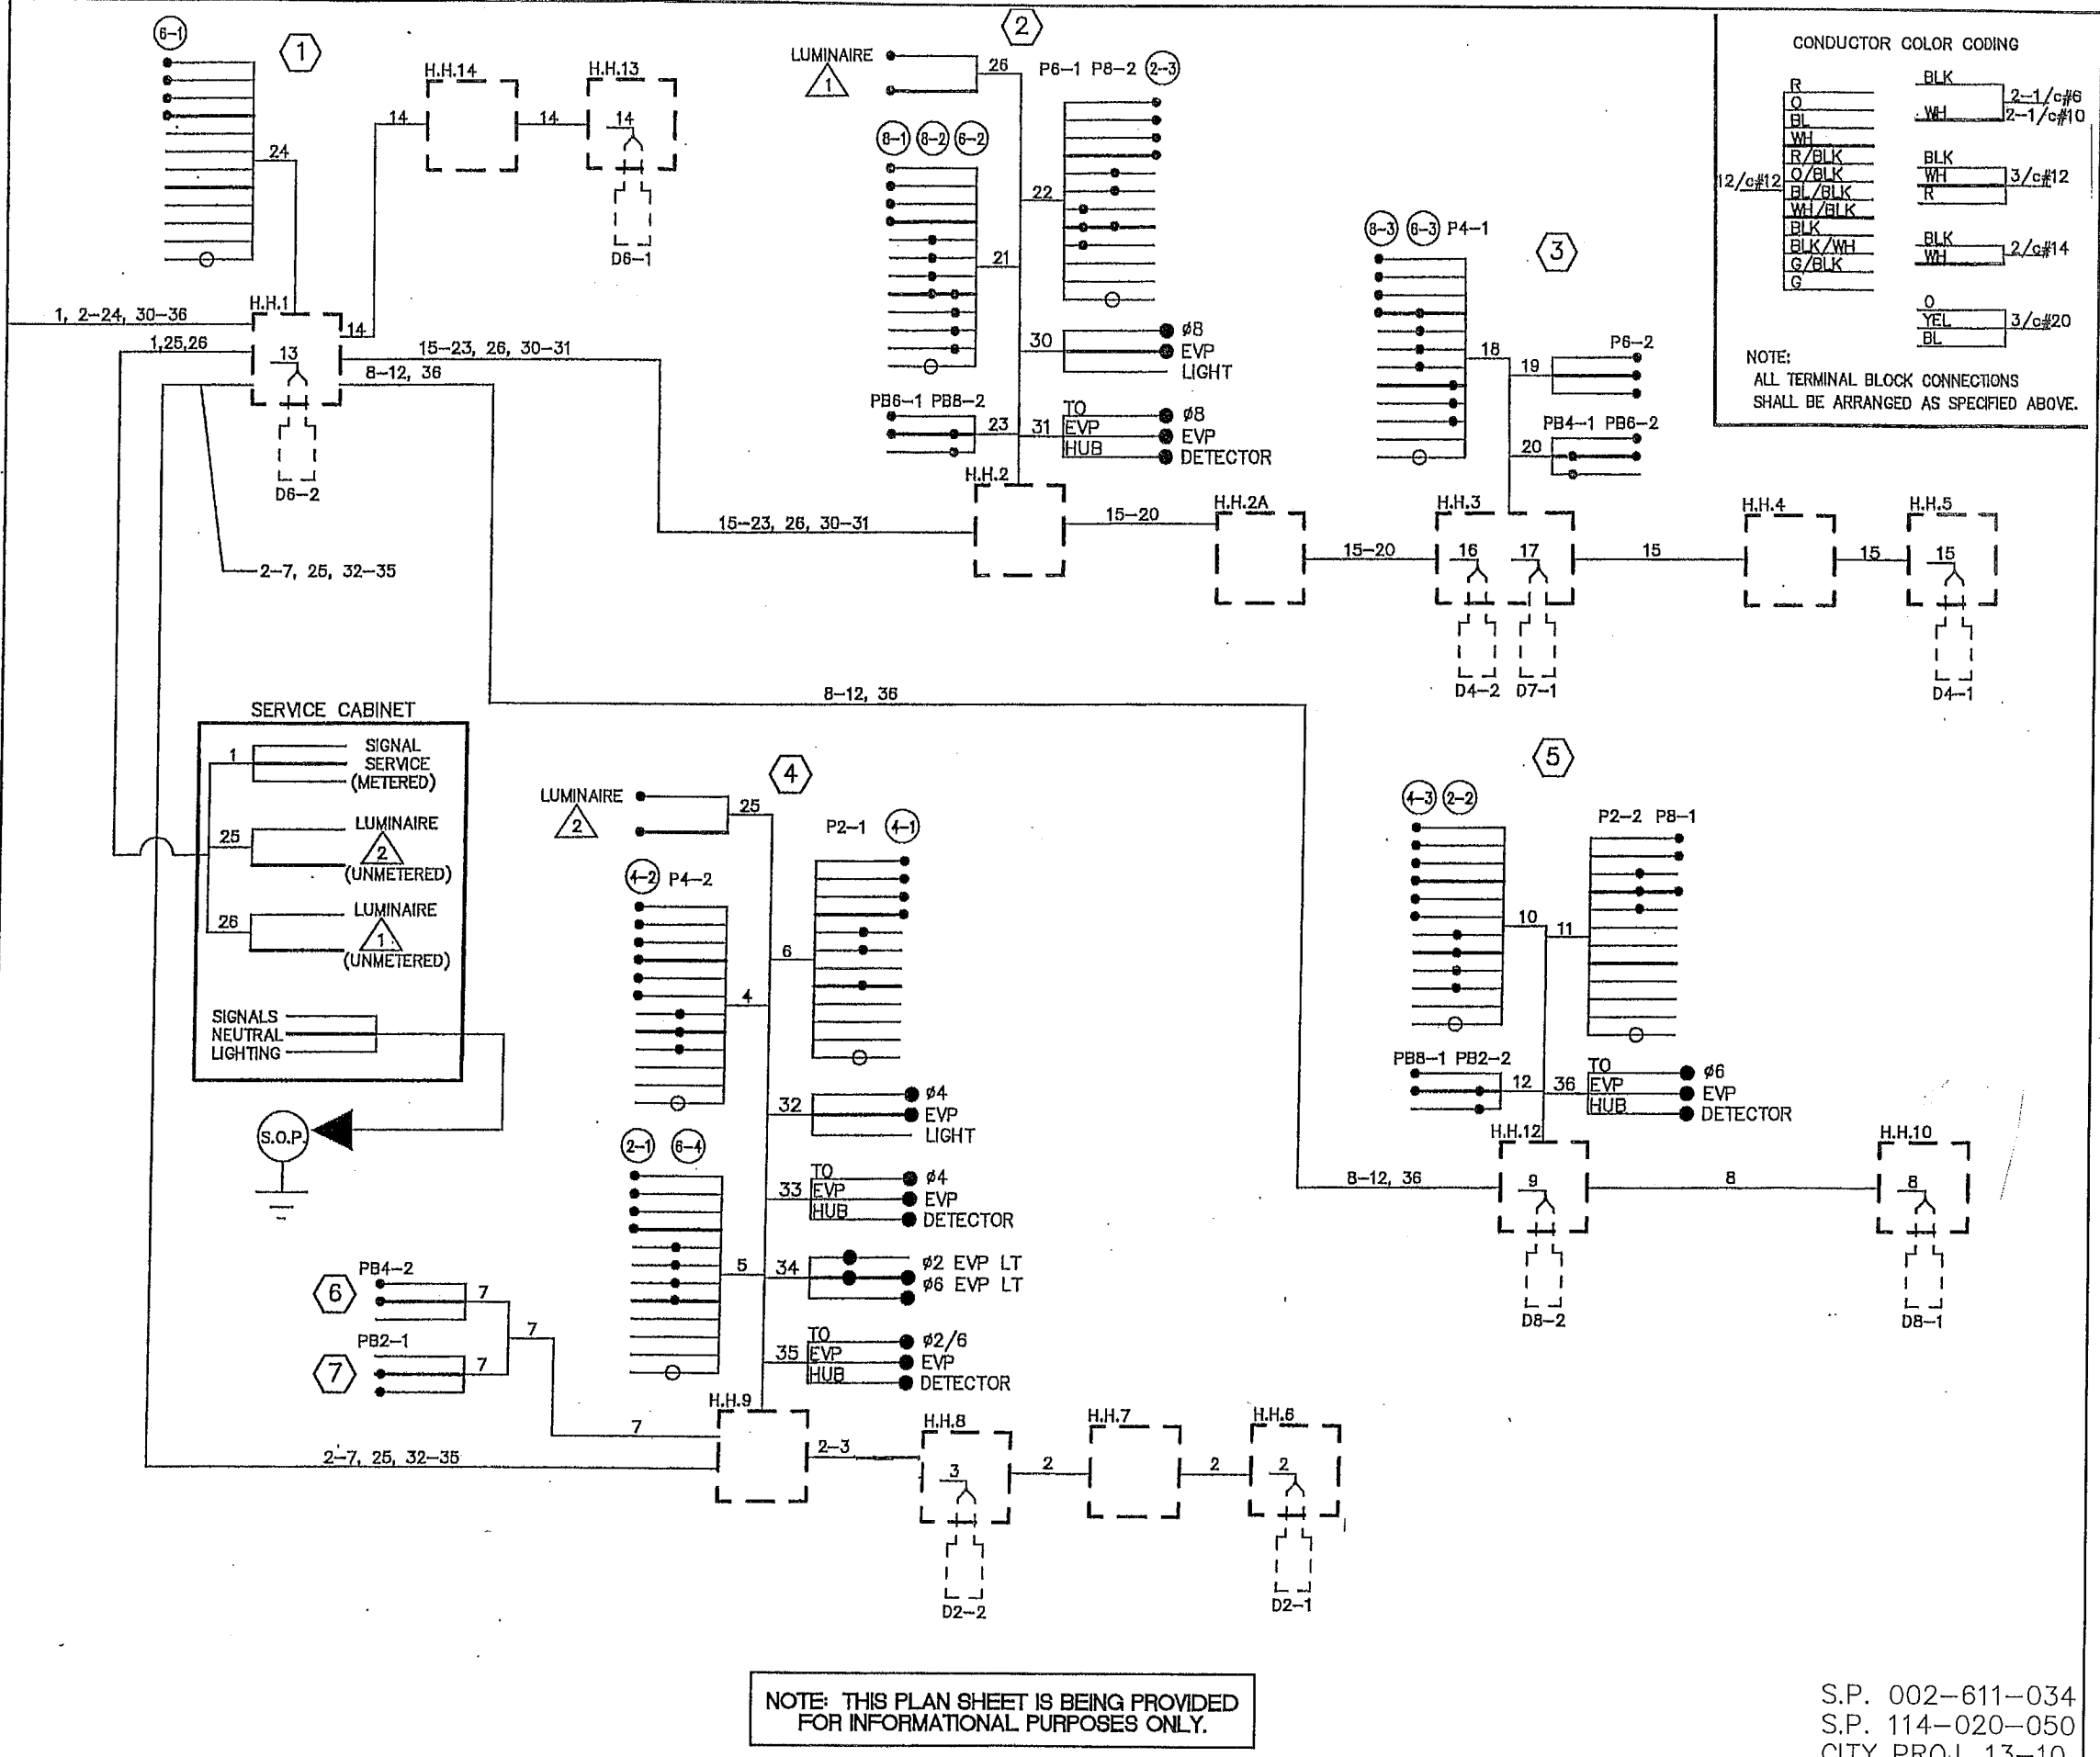 6-1
1
24
H.H.14
H.H.13
14
14
14
D6-1
H.H.1
14
1, 2-24, 30-36
1,25,26
13
15-23, 26, 30-31
8-12, 36
D6-2
2-7, 25, 32-35
2
LUMINAIRE
1
26
P6-1 P8-2 2-3
8-1 8-2 6-2
22
21
30
ø8
EVP
LIGHT
PB6-1 PB8-2
23
31
TO
EVP
HUB
ø8
EVP
DETECTOR
H.H.2
15-23, 26, 30-31
15-20
H.H.2A
15-20
8-3 6-3 P4-1
3
18
19
P6-2
PB4-1 PB6-2
20
H.H.3
16
17
D4-2 D7-1
15
H.H.4
15
H.H.5
15
D4-1
CONDUCTOR COLOR CODING
R
O
BL
WH
R/BLK
O/BLK
BL/BLK
WH/BLK
BLK
BLK/WH
G/BLK
G
12/c#12
BLK
WH
2-1/c#6
2-1/c#10
BLK
WH
R
3/c#12
BLK
WH
2/c#14
O
YEL
BL
3/c#20
NOTE:
ALL TERMINAL BLOCK CONNECTIONS
SHALL BE ARRANGED AS SPECIFIED ABOVE.
8-12, 36
SERVICE CABINET
1
SIGNAL
SERVICE
(METERED)
25
LUMINAIRE
2
(UNMETERED)
26
LUMINAIRE
1
(UNMETERED)
SIGNALS
NEUTRAL
LIGHTING
S.O.P.
4
LUMINAIRE
2
25
P2-1 4-1
4-2 P4-2
6
4
32
ø4
EVP
LIGHT
2-1 6-4
33
TO
EVP
HUB
ø4
EVP
DETECTOR
5
34
ø2 EVP LT
ø6 EVP LT
35
TO
EVP
HUB
ø2/6
EVP
DETECTOR
6
PB4-2
7
7
PB2-1
7
7
7
2-7, 25, 32-35
H.H.9
2-3
H.H.8
3
D2-2
2
H.H.7
2
H.H.6
2
D2-1
5
4-3 2-2
P2-2 P8-1
10
11
PB8-1 PB2-2
12
36
TO
EVP
HUB
ø6
EVP
DETECTOR
H.H.12
8-12, 36
9
D8-2
8
H.H.10
8
D8-1
NOTE: THIS PLAN SHEET IS BEING PROVIDED
FOR INFORMATIONAL PURPOSES ONLY.
S.P. 002-611-034
S.P. 114-020-050
CITY PROJ. 13-10